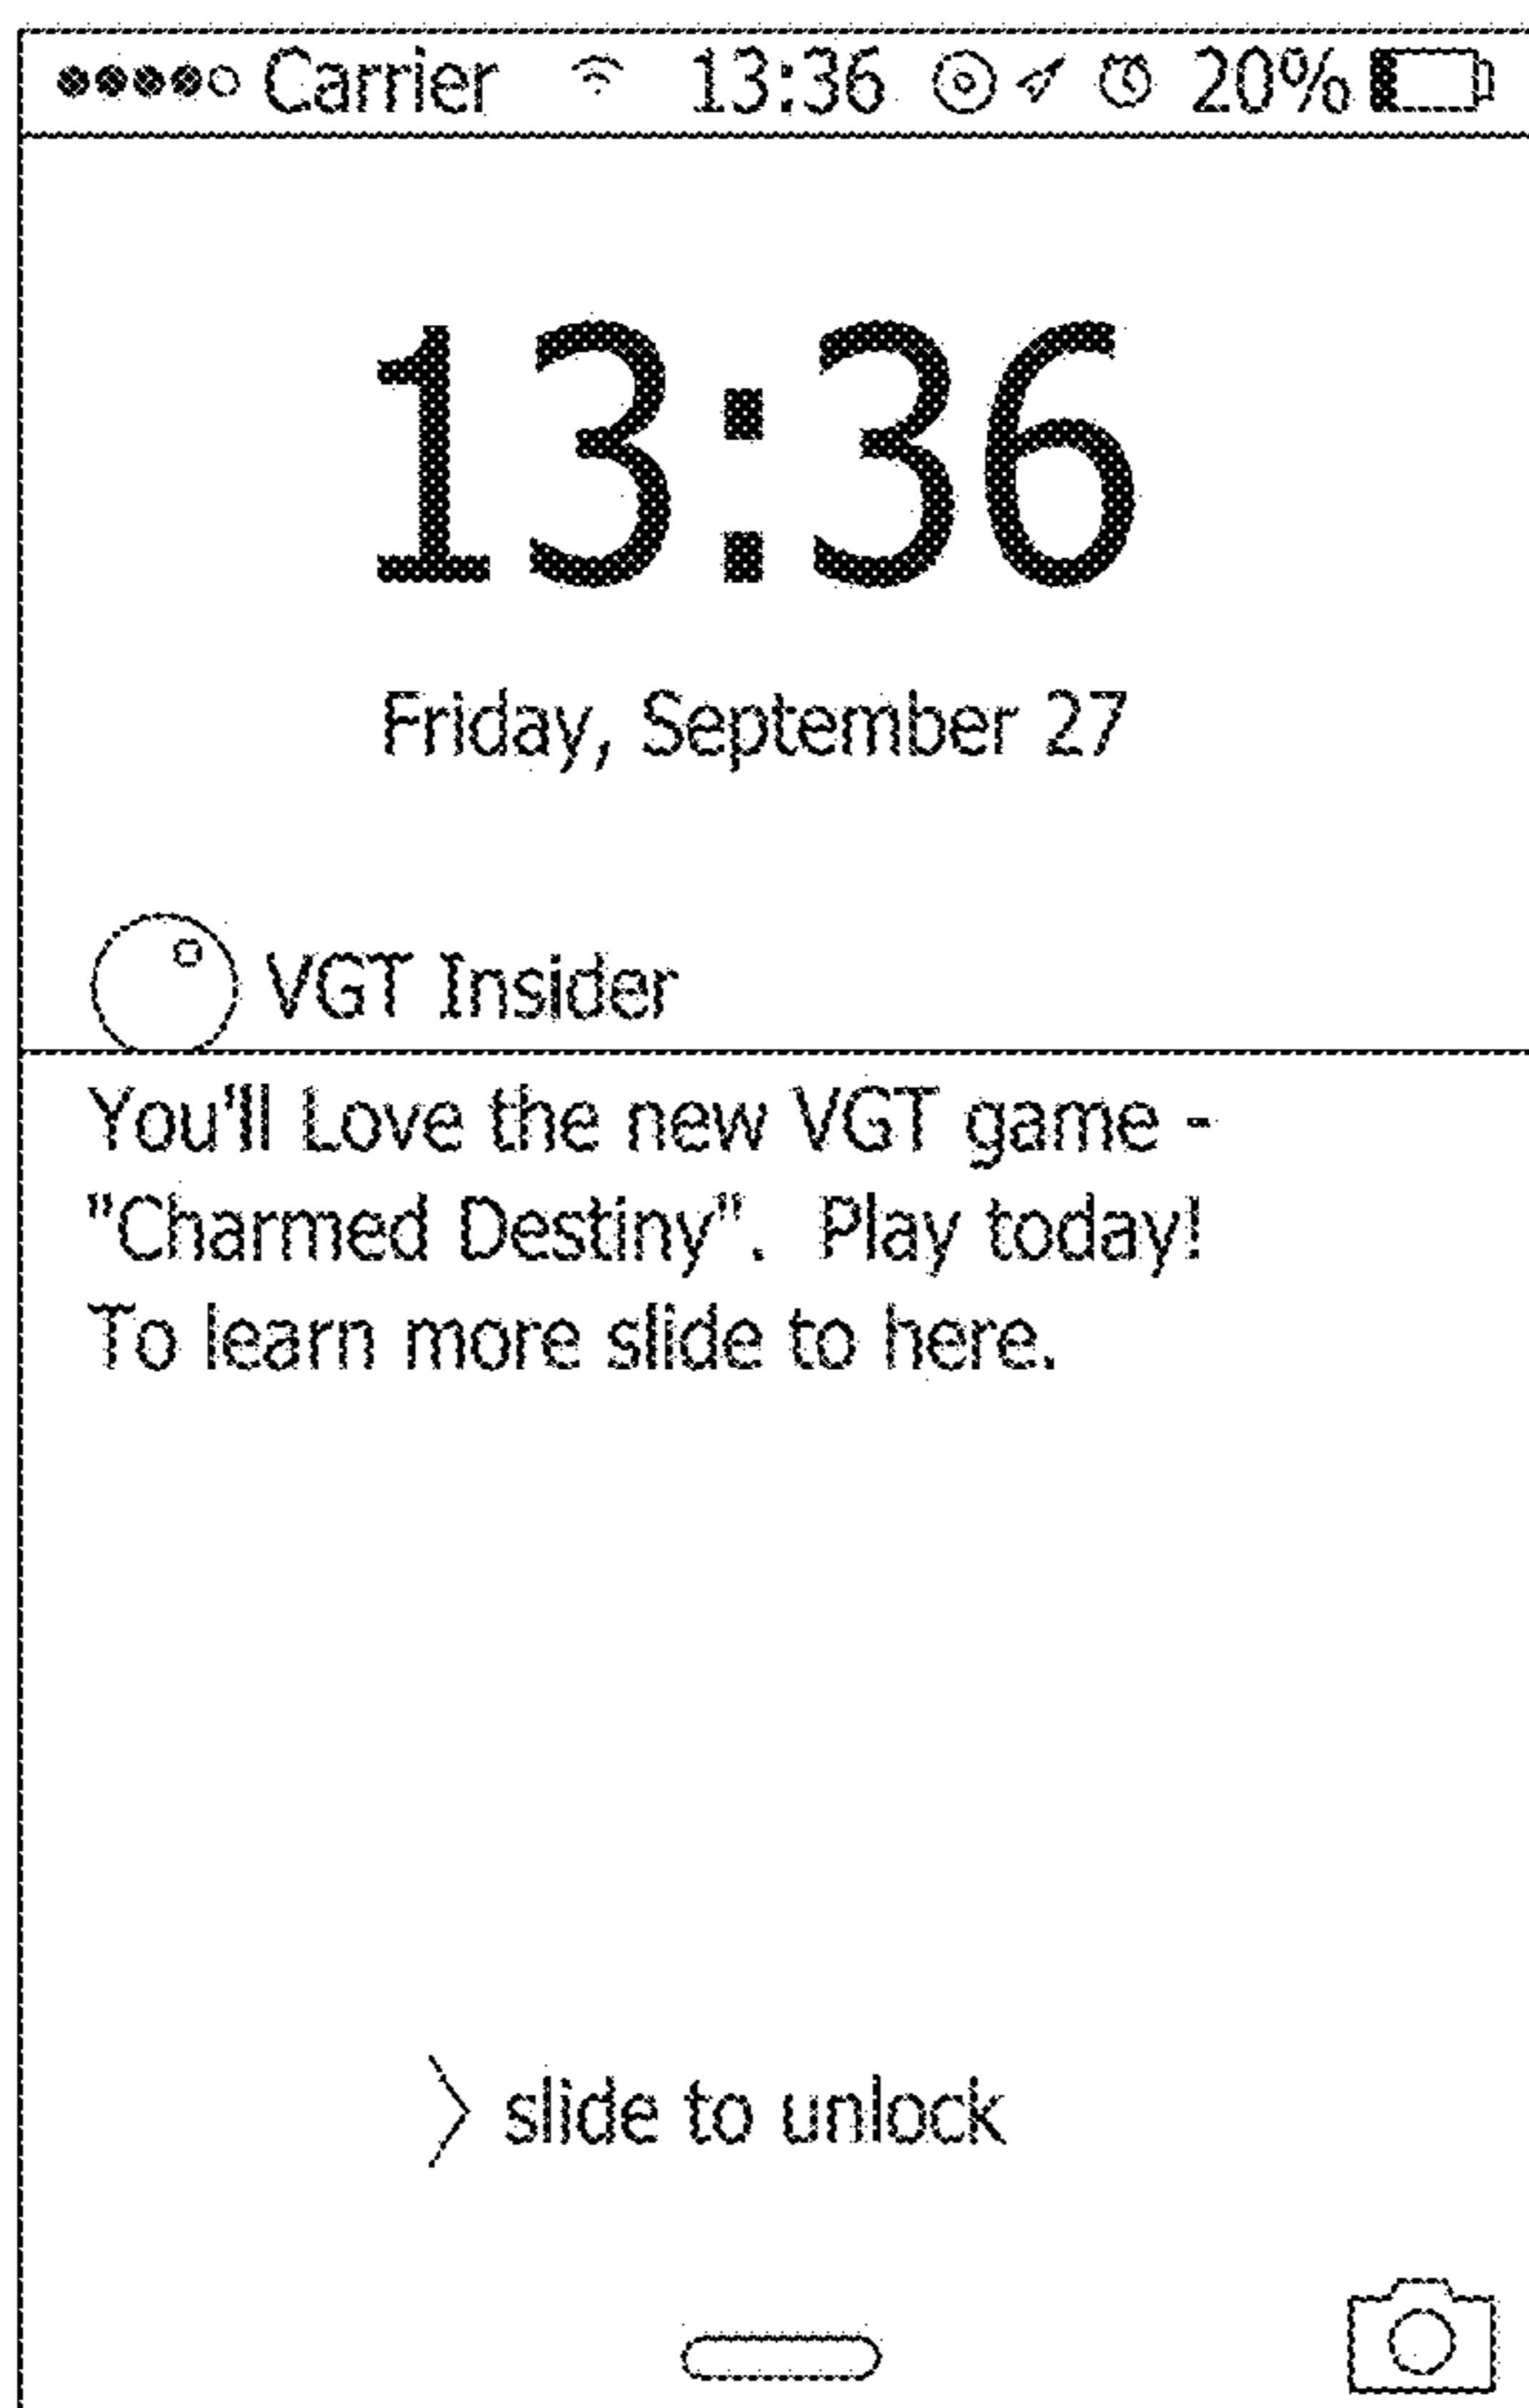 Carrier 13:36 20%
13:36
Friday, September 27
VGT Insider
You'll Love the new VGT game -
"Charmed Destiny".  Play today!
To learn more slide to here.
slide to unlock